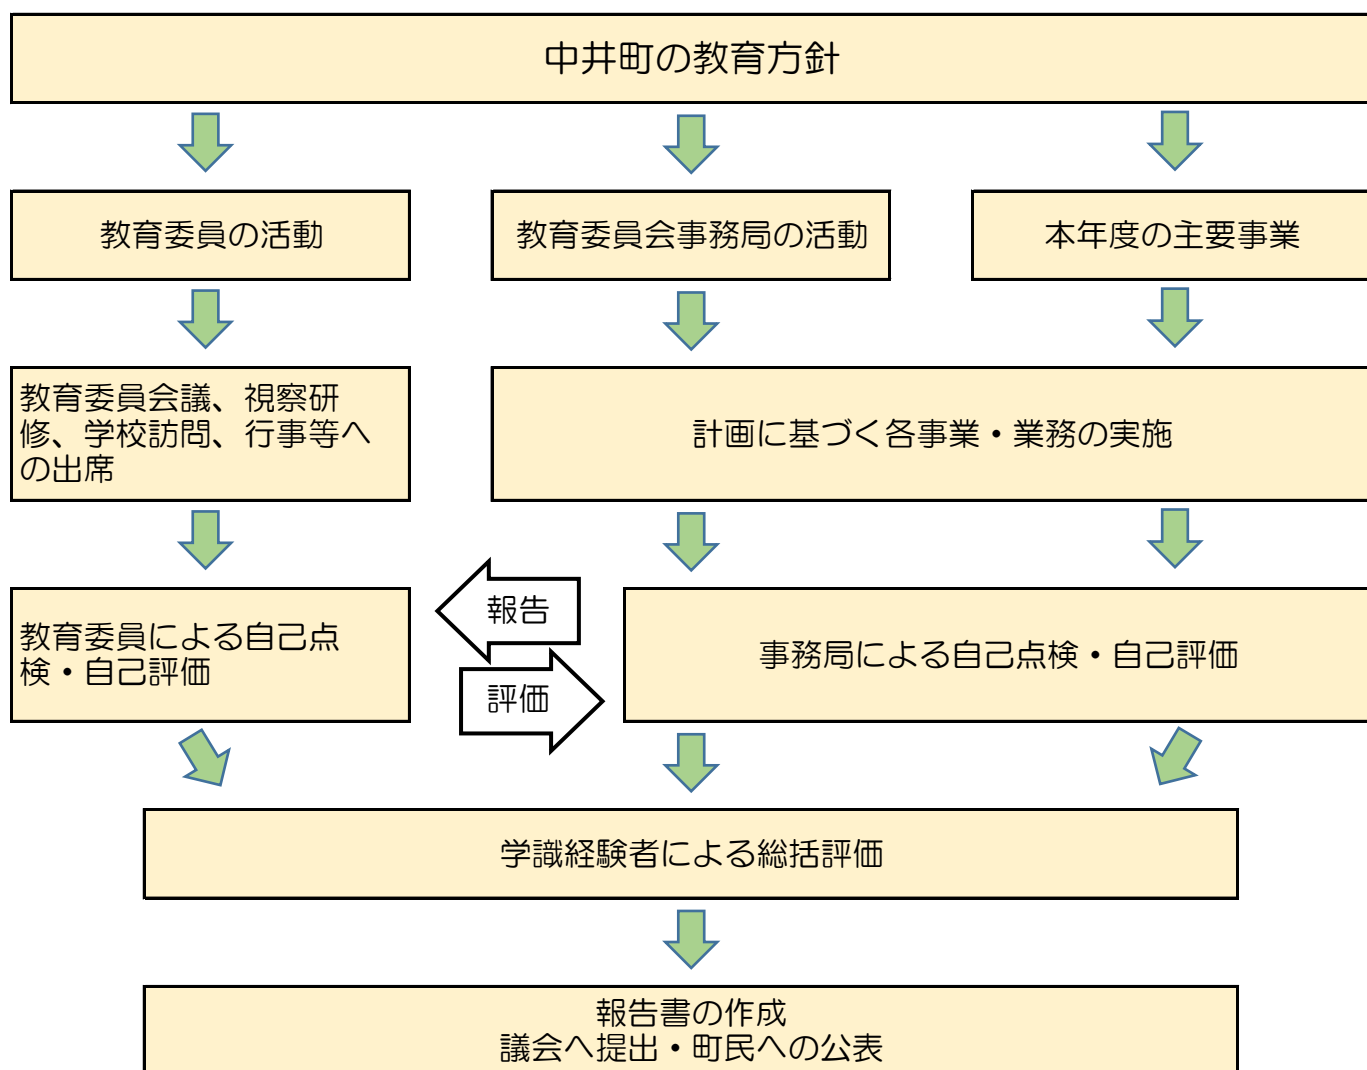 中井町の教育方針
教育委員の活動
教育委員会事務局の活動
本年度の主要事業
教育委員会議、視察研
修、学校訪問、行事等へ
の出席
計画に基づく各事業・業務の実施
教育委員による自己点
検・自己評価
報告
評価
事務局による自己点検・自己評価
学識経験者による総括評価
報告書の作成
議会へ提出・町民への公表